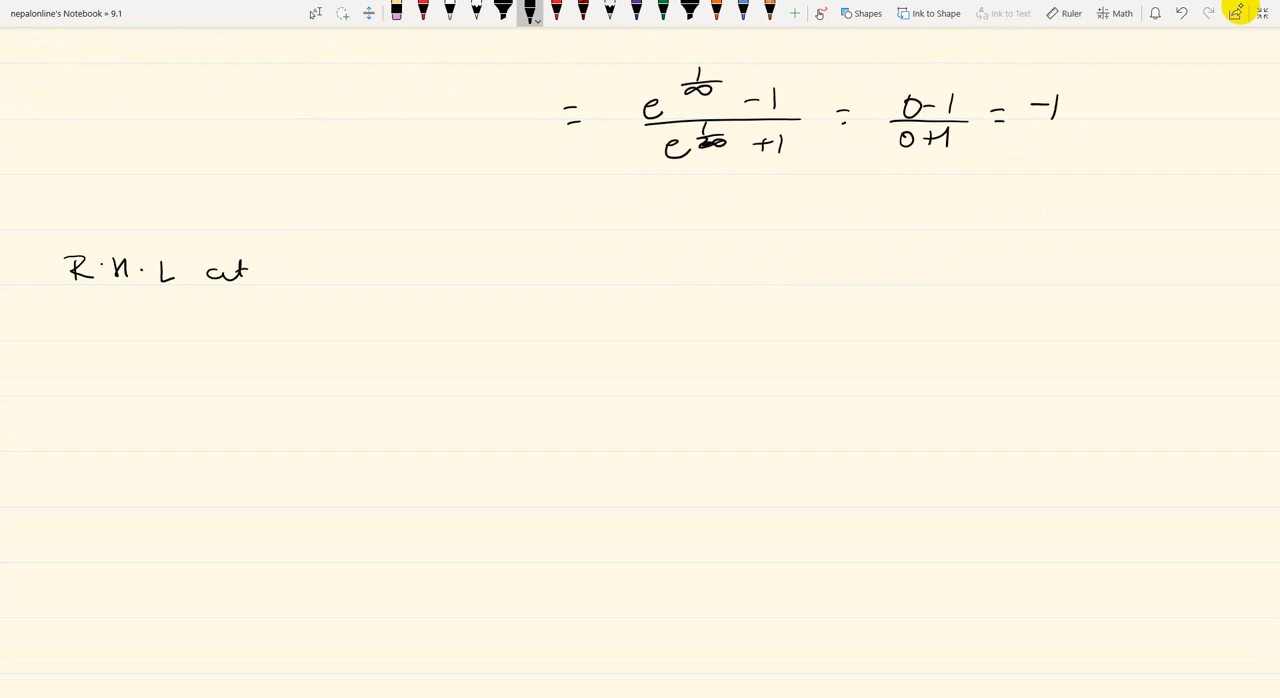 nepalonline's Notebook » 9.1
Shapes Ink to Shape Ink to Text Ruler Math
= (e^(1/∞) - 1)/(e^(1/∞) + 1) = (0-1)/(0+1) = -1
R.H.L at